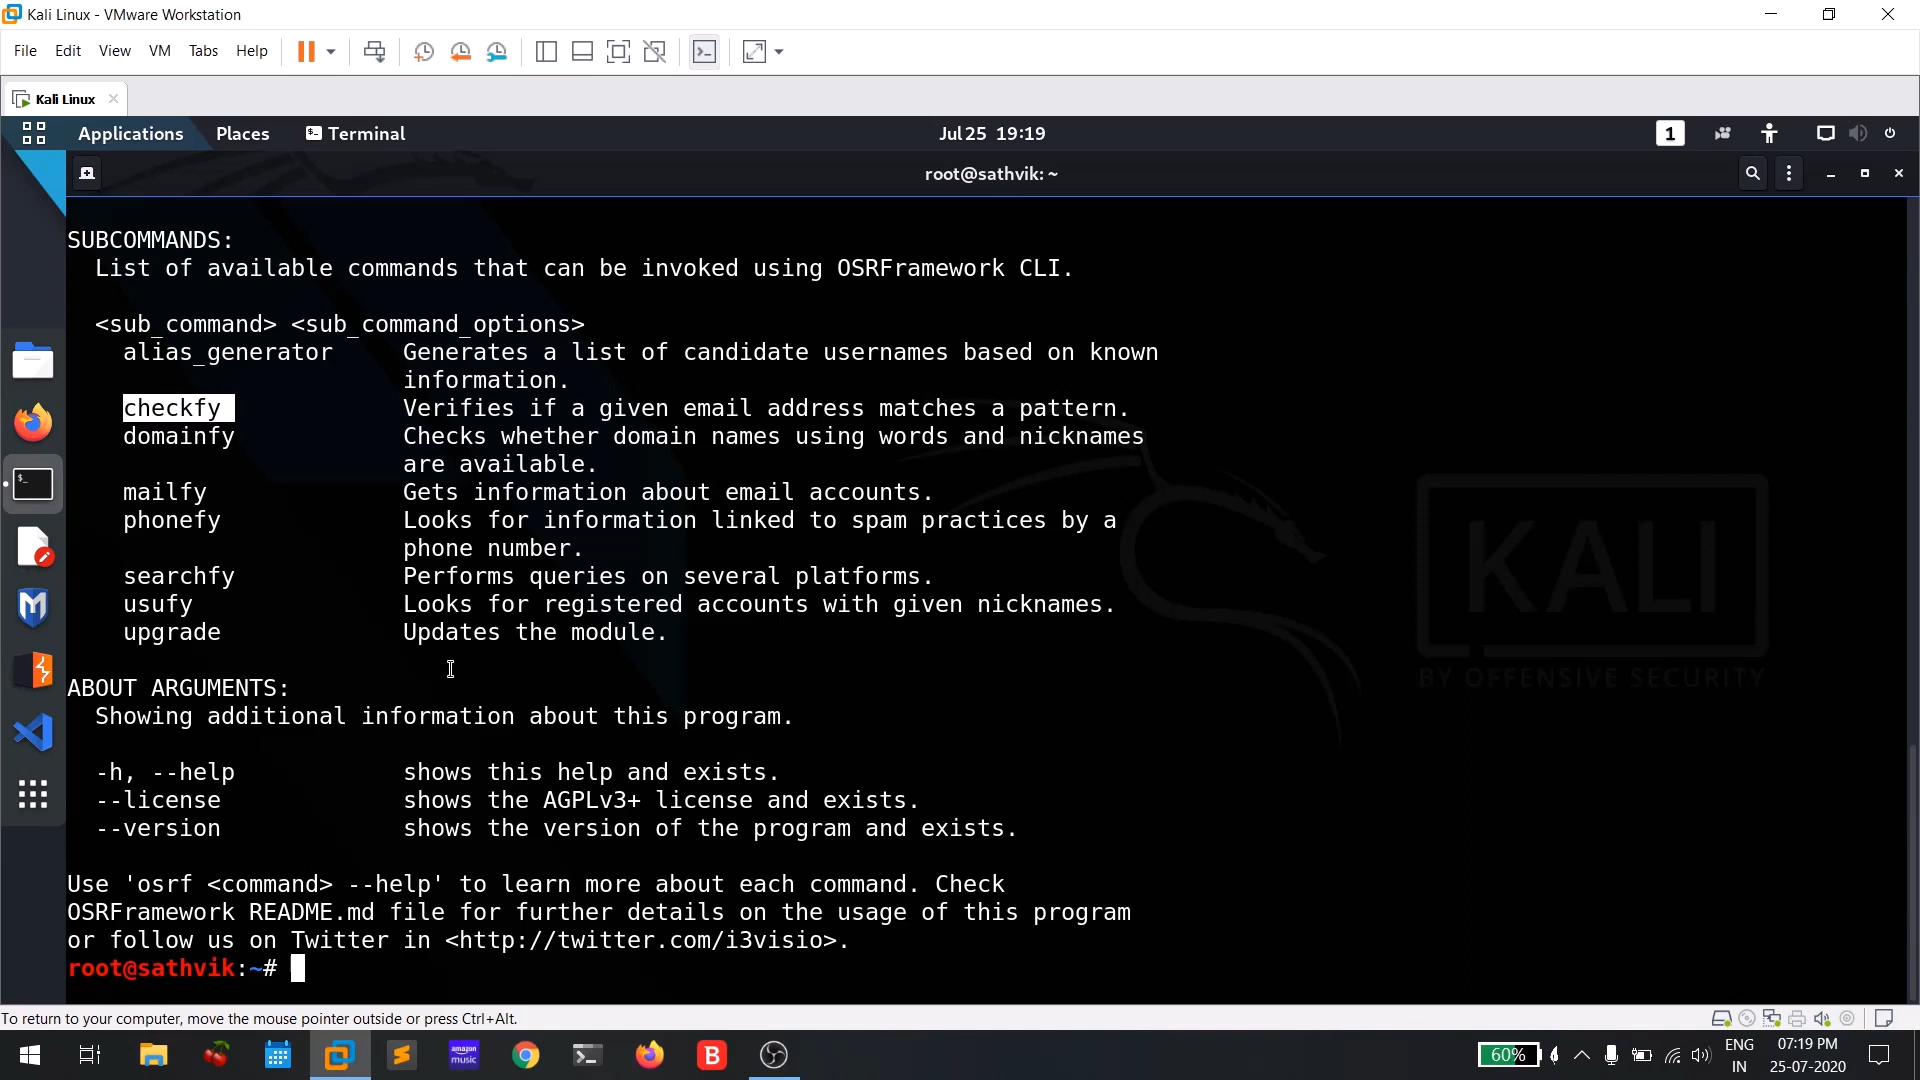 Kali Linux - VMware Workstation
File Edit View VM Tabs Help
Kali Linux
Applications Places Terminal Jul 25 19:19 1
root@sathvik: ~
SUBCOMMANDS:
List of available commands that can be invoked using OSRFramework CLI.
<sub_command> <sub_command_options>
alias_generator Generates a list of candidate usernames based on known
information.
checkfy Verifies if a given email address matches a pattern.
domainfy Checks whether domain names using words and nicknames
are available.
mailfy Gets information about email accounts.
phonefy Looks for information linked to spam practices by a
phone number.
searchfy Performs queries on several platforms.
usufy Looks for registered accounts with given nicknames.
upgrade Updates the module.
KALI
BY OFFENSIVE SECURITY
ABOUT ARGUMENTS:
Showing additional information about this program.
-h, --help shows this help and exists.
--license shows the AGPLv3+ license and exists.
--version shows the version of the program and exists.
Use 'osrf <command> --help' to learn more about each command. Check
OSRFramework README.md file for further details on the usage of this program
or follow us on Twitter in <http://twitter.com/i3visio>.
root@sathvik:~#
To return to your computer, move the mouse pointer outside or press Ctrl+Alt.
amazon music
B
60%
ENG
IN
07:19 PM
25-07-2020